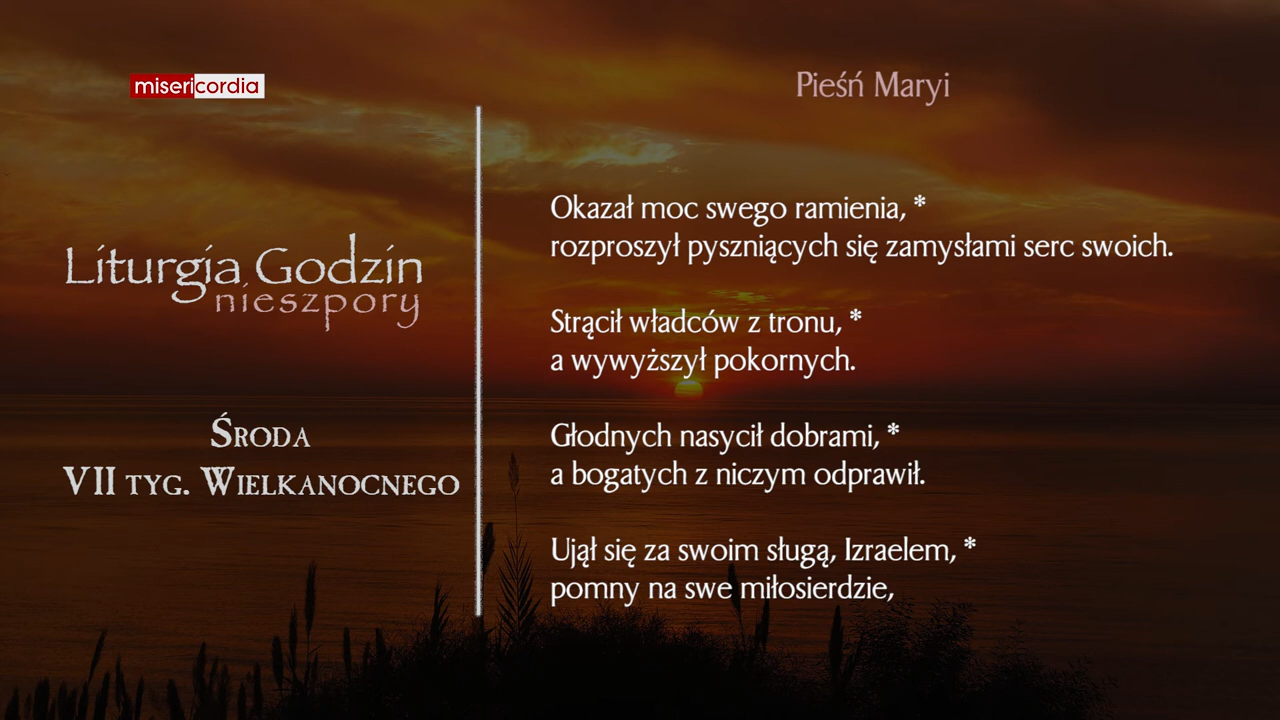 misericordia
Liturgia Godzin
nieszpory
Środa
VII tyg. Wielkanocnego
Pieśń Maryi
Okazał moc swego ramienia, *
rozproszył pyszniących się zamysłami serc swoich.
Strącił władców z tronu, *
a wywyższył pokornych.
Głodnych nasycił dobrami, *
a bogatych z niczym odprawił.
Ujął się za swoim sługą, Izraelem, *
pomny na swe miłosierdzie,